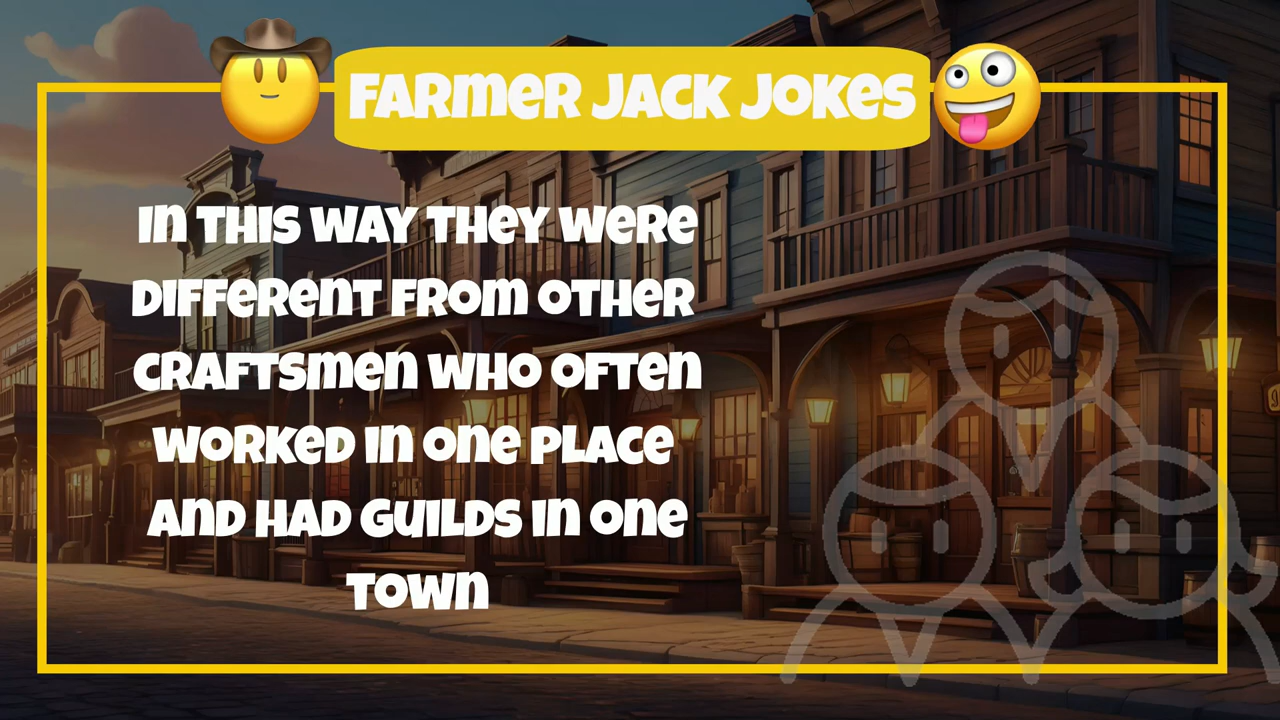 FARMER JACK JOKES
In THIS WAY THEY WERE
DIFFERENT FROM OTHER
CRAFTSMEN WHO OFTEN
WORKED IN ONE PLACE
AND HAD GUILDS IN ONE
TOWN